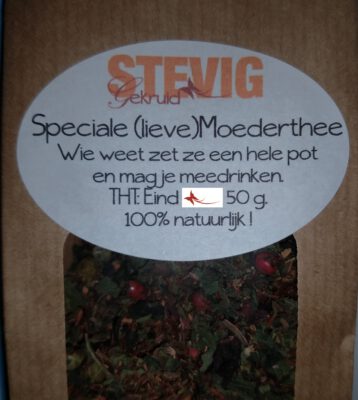 STEVIG
Gekruid
Speciale (lieve)Moederthee
Wie weet zet ze een hele pot
en mag je meedrinken.
THT: Eind 50 g.
100% natuurlijk!